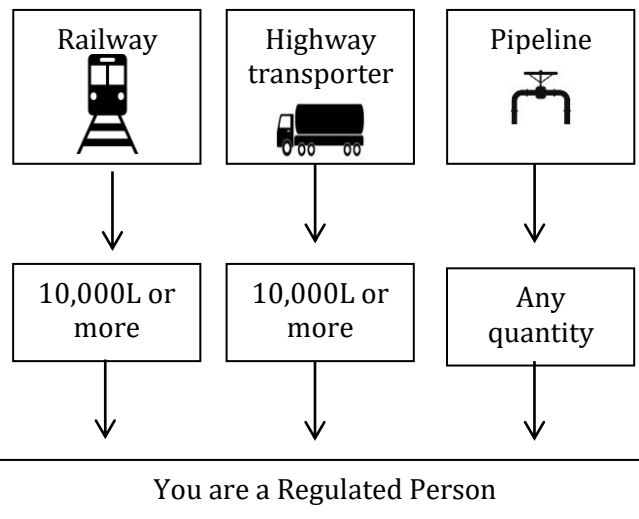 Railway
Highway
transporter
Pipeline
10,000L or
more
10,000L or
more
Any
quantity
You are a Regulated Person